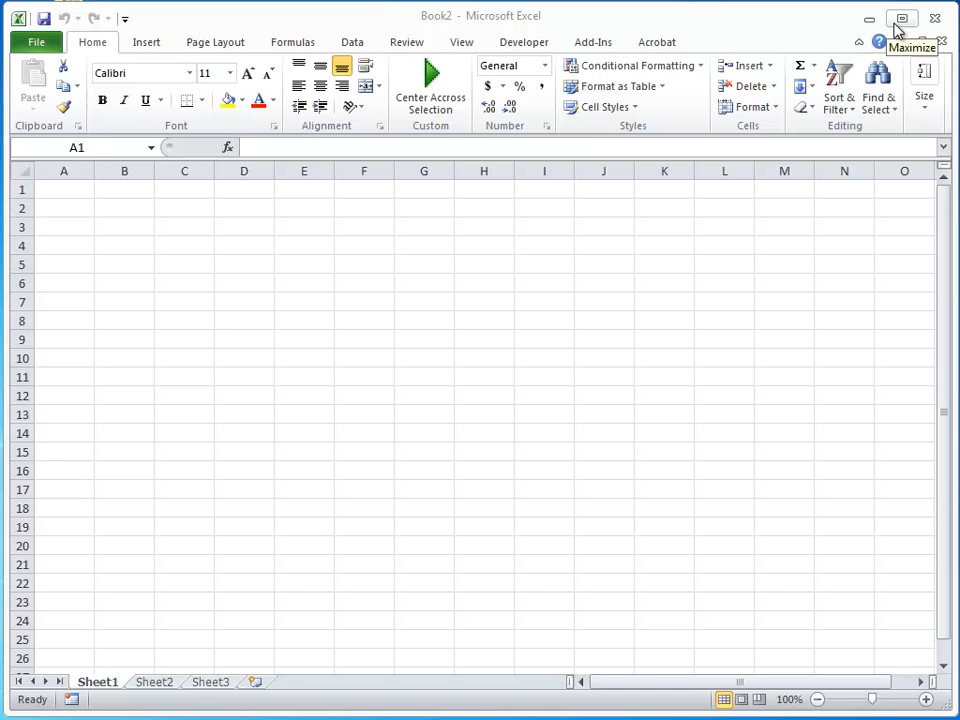 Book2 - Microsoft Excel
File Home Insert Page Layout Formulas Data Review View Developer Add-Ins Acrobat
Maximize
Calibri 11 General Conditional Formatting Insert Σ
Paste B I U Center Across Selection $ % , Format as Table Delete Sort & Filter Find & Select Size
Cell Styles Format
Clipboard Font Alignment Custom Number Styles Cells Editing
A1 fx
A B C D E F G H I J K L M N O
1
2
3
4
5
6
7
8
9
10
11
12
13
14
15
16
17
18
19
20
21
22
23
24
25
26
Sheet1 Sheet2 Sheet3
Ready 100%